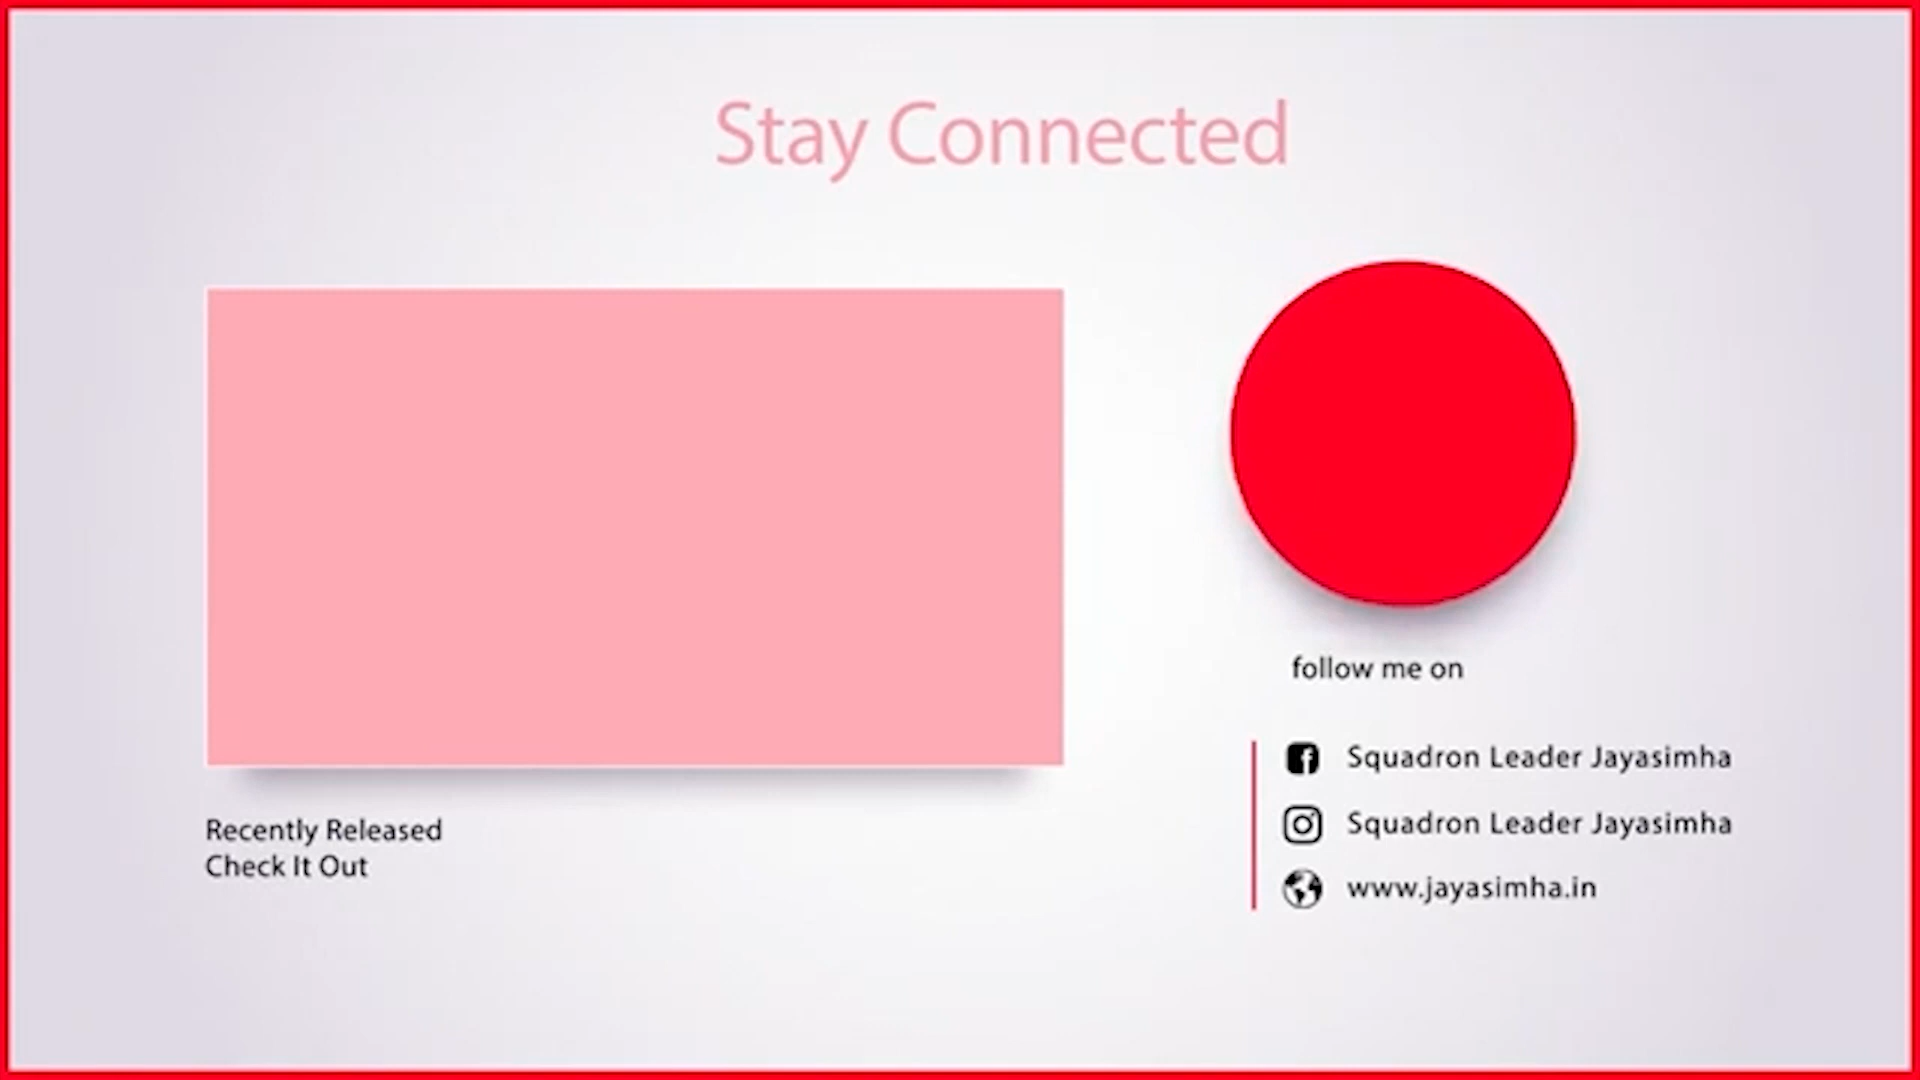 Stay Connected
Recently Released
Check It Out
follow me on
Squadron Leader Jayasimha
Squadron Leader Jayasimha
www.jayasimha.in